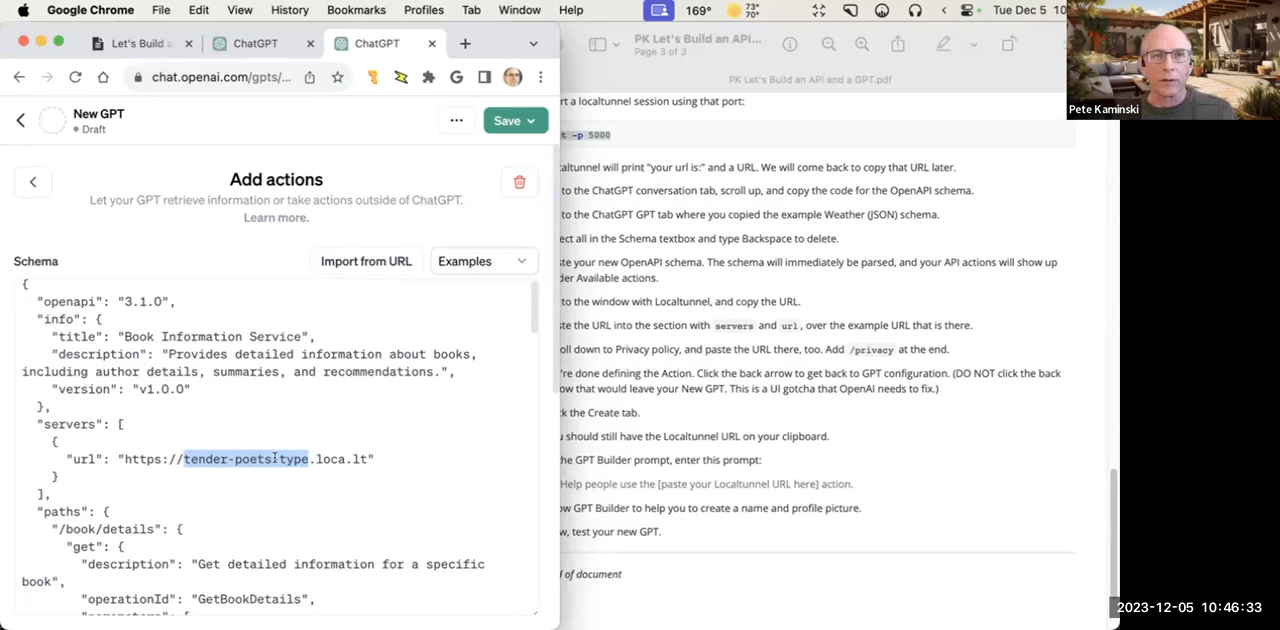 Google Chrome File Edit View History Bookmarks Profiles Tab Window Help 169° 73° 70° Tue Dec 5 10
Let's Build a
ChatGPT
ChatGPT
chat.openai.com/gpts/...
New GPT
Draft
Save
Add actions
Let your GPT retrieve information or take actions outside of ChatGPT.
Learn more.
Schema Import from URL Examples
{
"openapi": "3.1.0",
"info": {
"title": "Book Information Service",
"description": "Provides detailed information about books,
including author details, summaries, and recommendations.",
"version": "v1.0.0"
},
"servers": [
{
"url": "https://tender-poets-type.loca.lt"
}
],
"paths": {
"/book/details": {
"get": {
"description": "Get detailed information for a specific
book",
"operationId": "GetBookDetails",
PK Let's Build an API...
Page 3 of 3
PK Let's Build an API and a GPT.pdf
rt a localtunnel session using that port:
t -p 5000
caltunnel will print "your url is:" and a URL. We will come back to copy that URL later.
to the ChatGPT conversation tab, scroll up, and copy the code for the OpenAPI schema.
to the ChatGPT GPT tab where you copied the example Weather (JSON) schema.
ect all in the Schema textbox and type Backspace to delete.
ste your new OpenAPI schema. The schema will immediately be parsed, and your API actions will show up
der Available actions.
to the window with Localtunnel, and copy the URL.
ste the URL into the section with servers and url, over the example URL that is there.
oll down to Privacy policy, and paste the URL there, too. Add /privacy at the end.
're done defining the Action. Click the back arrow to get back to GPT configuration. (DO NOT click the back
ow that would leave your New GPT. This is a UI gotcha that OpenAI needs to fix.)
ck the Create tab.
u should still have the Localtunnel URL on your clipboard.
the GPT Builder prompt, enter this prompt:
Help people use the [paste your Localtunnel URL here] action.
ow GPT Builder to help you to create a name and profile picture.
w, test your new GPT.
d of document
Pete Kaminski
2023-12-05 10:46:33